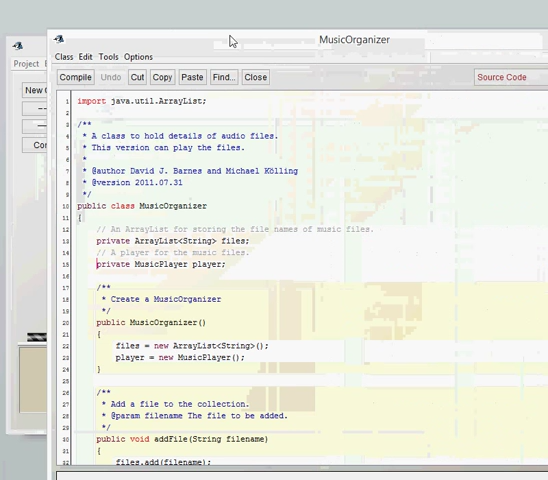 MusicOrganizer
Project
Class Edit Tools Options
Compile Undo Cut Copy Paste Find... Close Source Code
1 import java.util.ArrayList;
2
3 /**
4 * A class to hold details of audio files.
5 * This version can play the files.
6 *
7 * @author David J. Barnes and Michael Kölling
8 * @version 2011.07.31
9 */
10 public class MusicOrganizer
11 {
12 // An ArrayList for storing the file names of music files.
13 private ArrayList<String> files;
14 // A player for the music files.
15 private MusicPlayer player;
16
17 /**
18 * Create a MusicOrganizer
19 */
20 public MusicOrganizer()
21 {
22 files = new ArrayList<String>();
23 player = new MusicPlayer();
24 }
25
26 /**
27 * Add a file to the collection.
28 * @param filename The file to be added.
29 */
30 public void addFile(String filename)
31 {
32 files.add(filename);